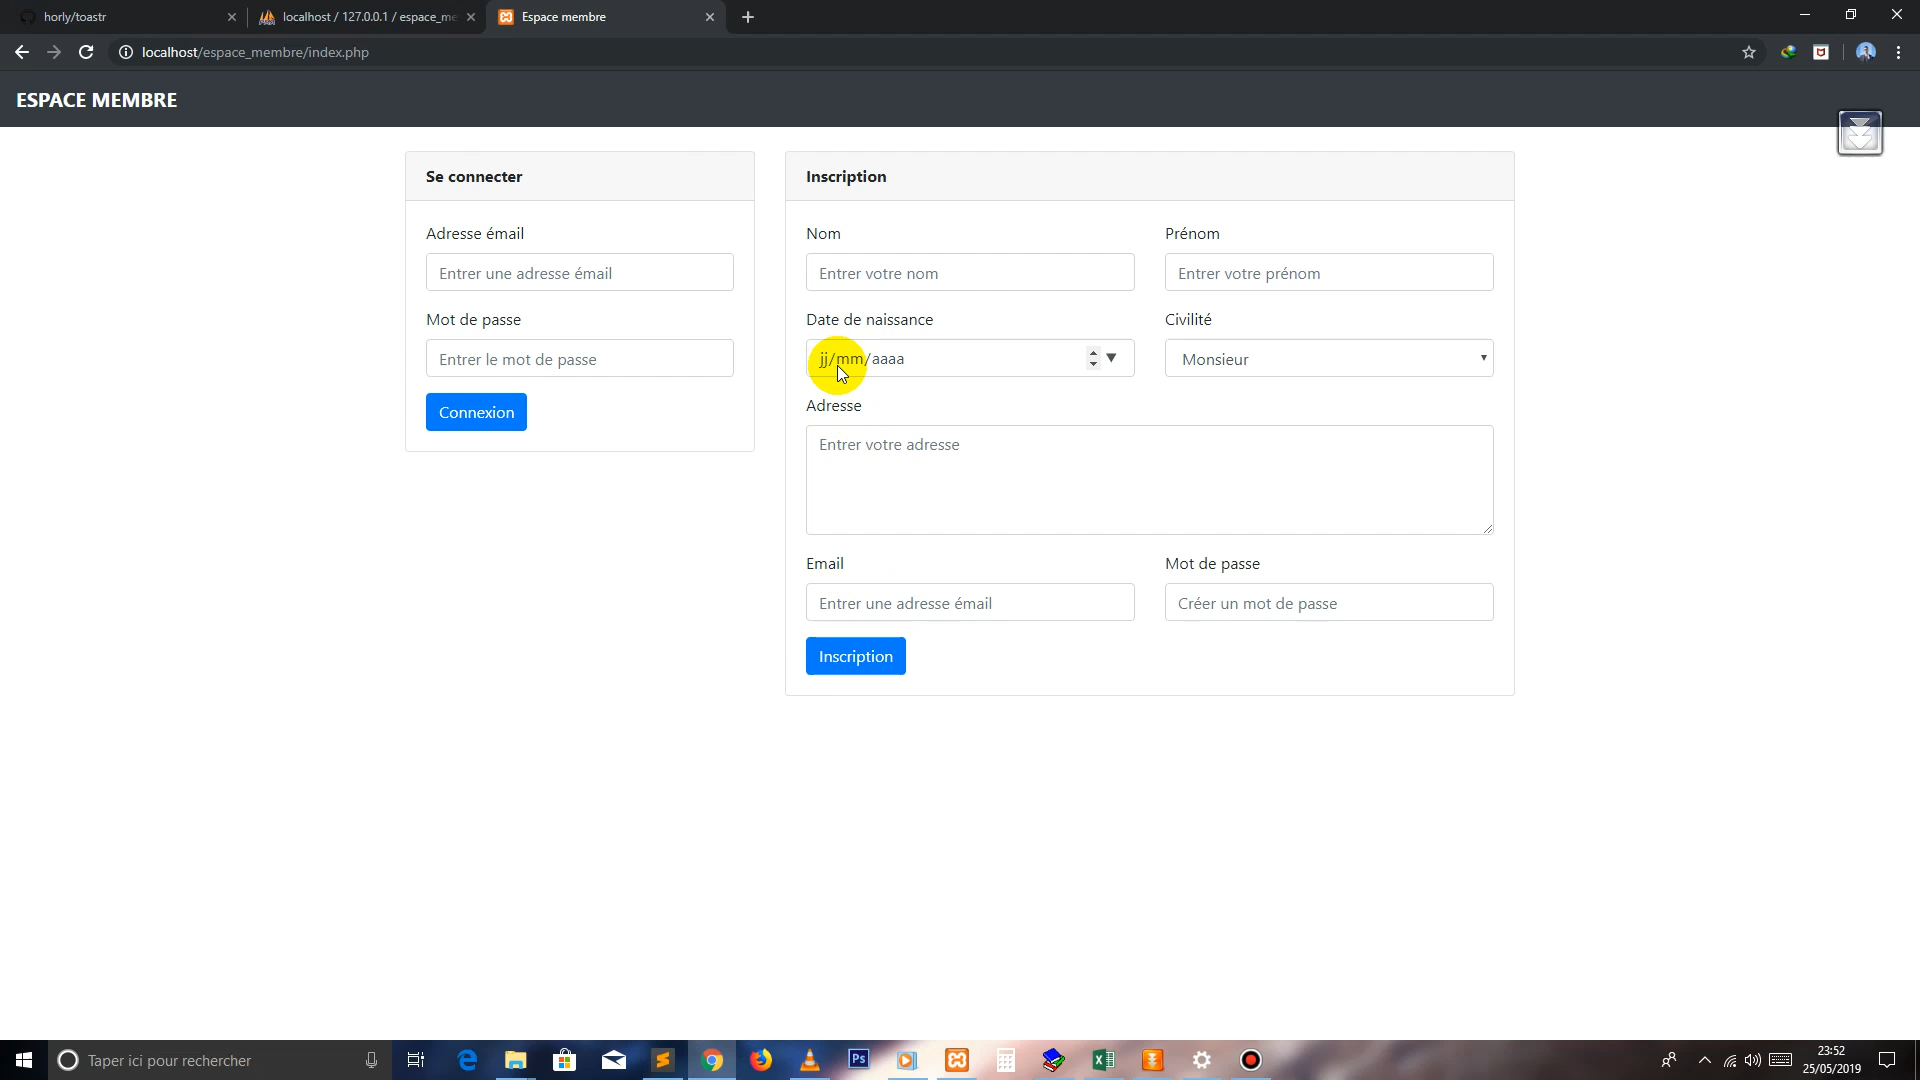 horly/toastr
localhost / 127.0.0.1 / espace_me
Espace membre
localhost/espace_membre/index.php
ESPACE MEMBRE
Se connecter
Adresse émail
Entrer une adresse émail
Mot de passe
Entrer le mot de passe
Connexion
Inscription
Nom
Prénom
Entrer votre nom
Entrer votre prénom
Date de naissance
Civilité
jj/mm/aaaa
Monsieur
Adresse
Entrer votre adresse
Email
Mot de passe
Entrer une adresse émail
Créer un mot de passe
Inscription
Taper ici pour rechercher
Ps
23:52
25/05/2019